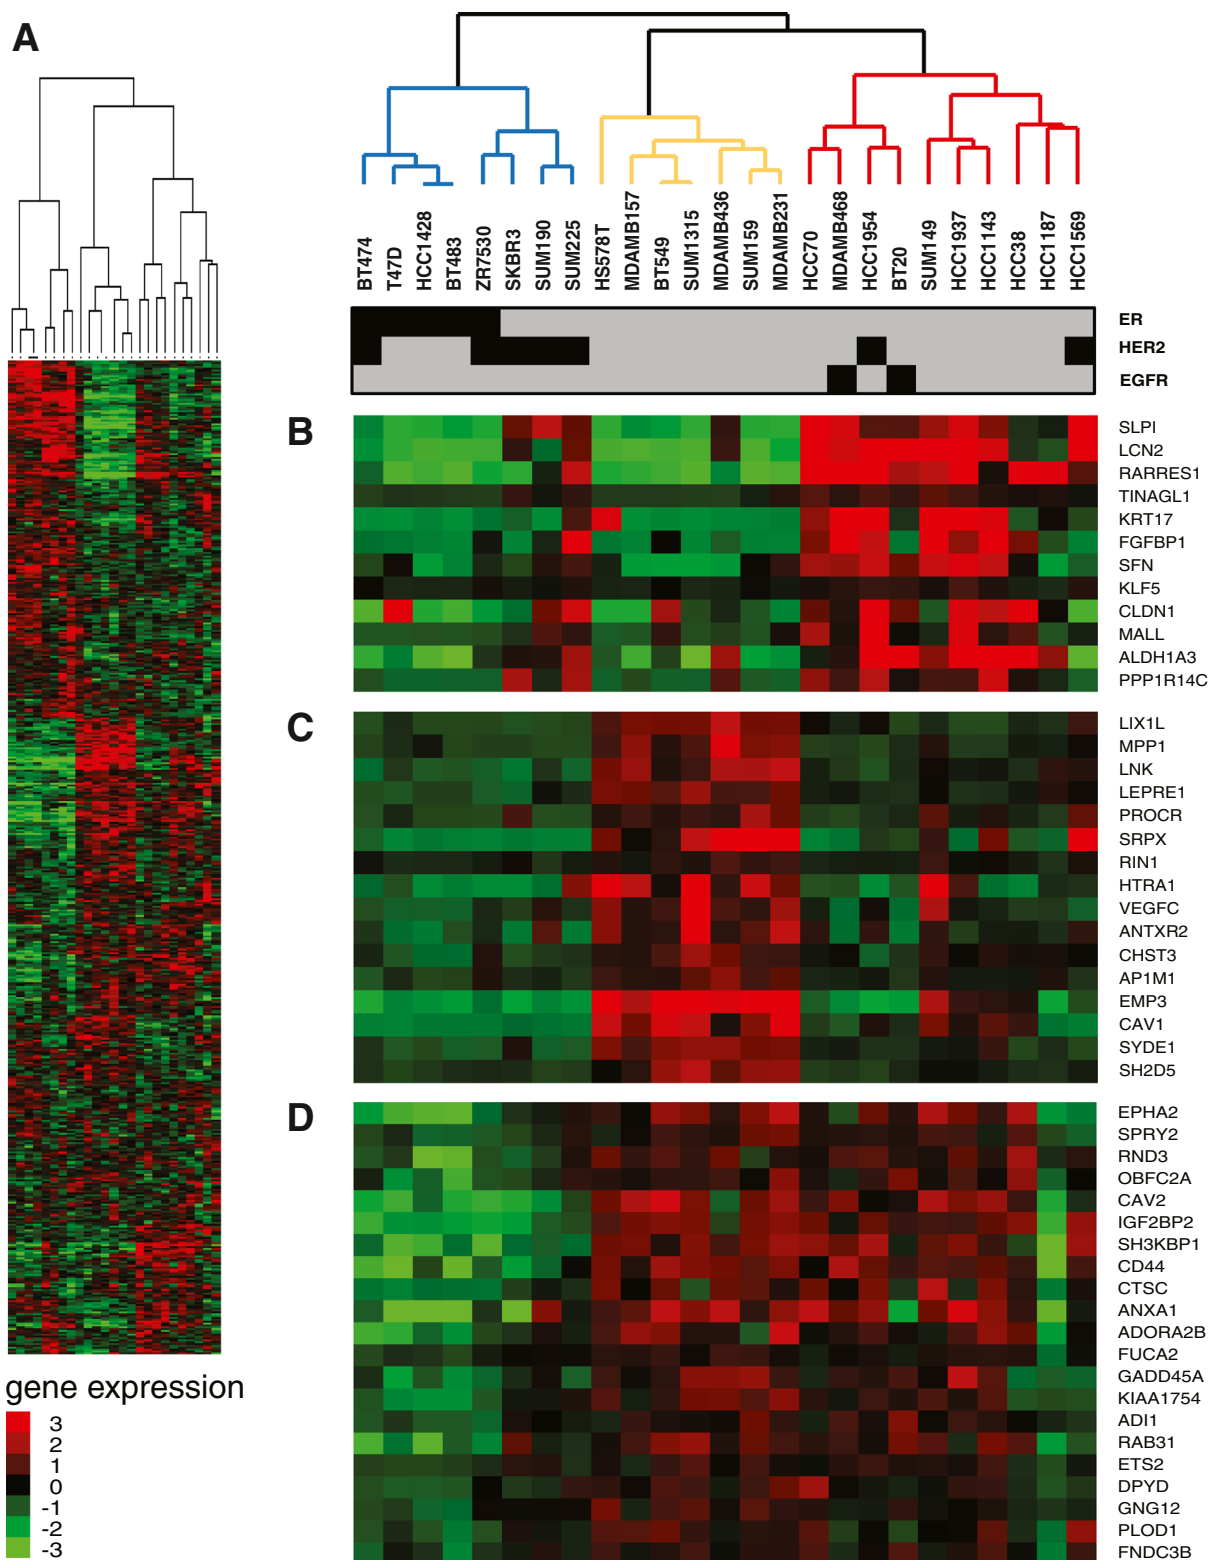 A
BT474
T47D
HCC1428
BT483
ZR7530
SKBR3
SUM190
SUM225
HS578T
MDAMB157
BT549
SUM1315
MDAMB436
SUM159
MDAMB231
HCC70
MDAMB468
HCC1954
BT20
SUM149
HCC1937
HCC1143
HCC38
HCC1187
HCC1569
ER
HER2
EGFR
B
SLPI
LCN2
RARRES1
TINAGL1
KRT17
FGFBP1
SFN
KLF5
CLDN1
MALL
ALDH1A3
PPP1R14C
C
LIX1L
MPP1
LNK
LEPRE1
PROCR
SRPX
RIN1
HTRA1
VEGFC
ANTXR2
CHST3
AP1M1
EMP3
CAV1
SYDE1
SH2D5
D
EPHA2
SPRY2
RND3
OBFC2A
CAV2
IGF2BP2
SH3KBP1
CD44
CTSC
ANXA1
ADORA2B
FUCA2
GADD45A
KIAA1754
ADI1
RAB31
ETS2
DPYD
GNG12
PLOD1
FNDC3B
gene expression
3
2
1
0
-1
-2
-3